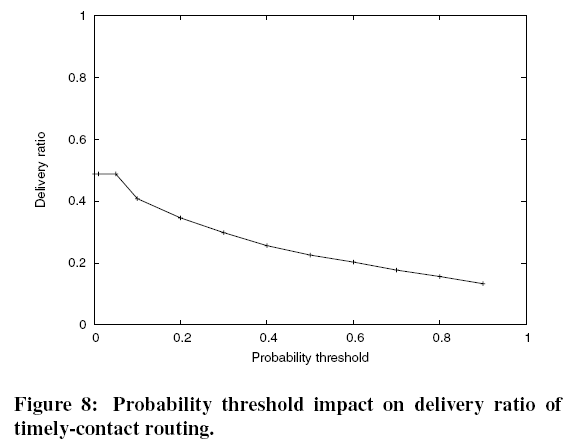 1
0.8
0.6
0.4
0.2
0
Delivery ratio
0 0.2 0.4 0.6 0.8 1
Probability threshold
Figure 8: Probability threshold impact on delivery ratio of
timely-contact routing.